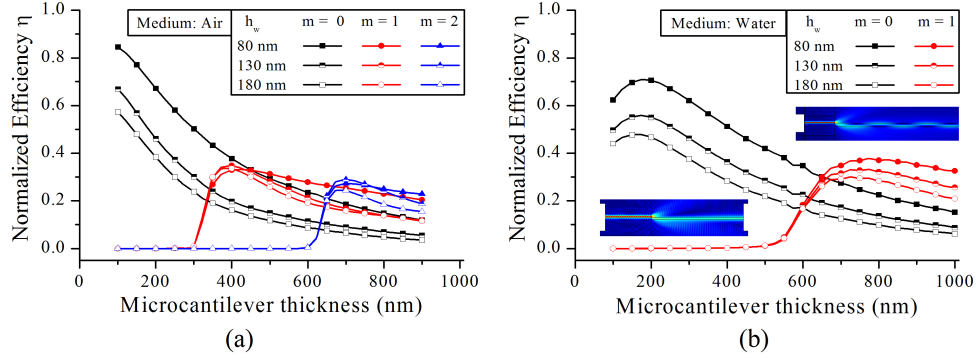 Medium: Air
h_w m = 0 m = 1 m = 2
80 nm
130 nm
180 nm
Normalized Efficiency η
1.0
0.8
0.6
0.4
0.2
0.0
0 200 400 600 800 1000
Microcantilever thickness (nm)
(a)
Medium: Water
h_w m = 0 m = 1
80 nm
130 nm
180 nm
Normalized Efficiency η
1.0
0.8
0.6
0.4
0.2
0.0
0 200 400 600 800 1000
Microcantilever thickness (nm)
(b)